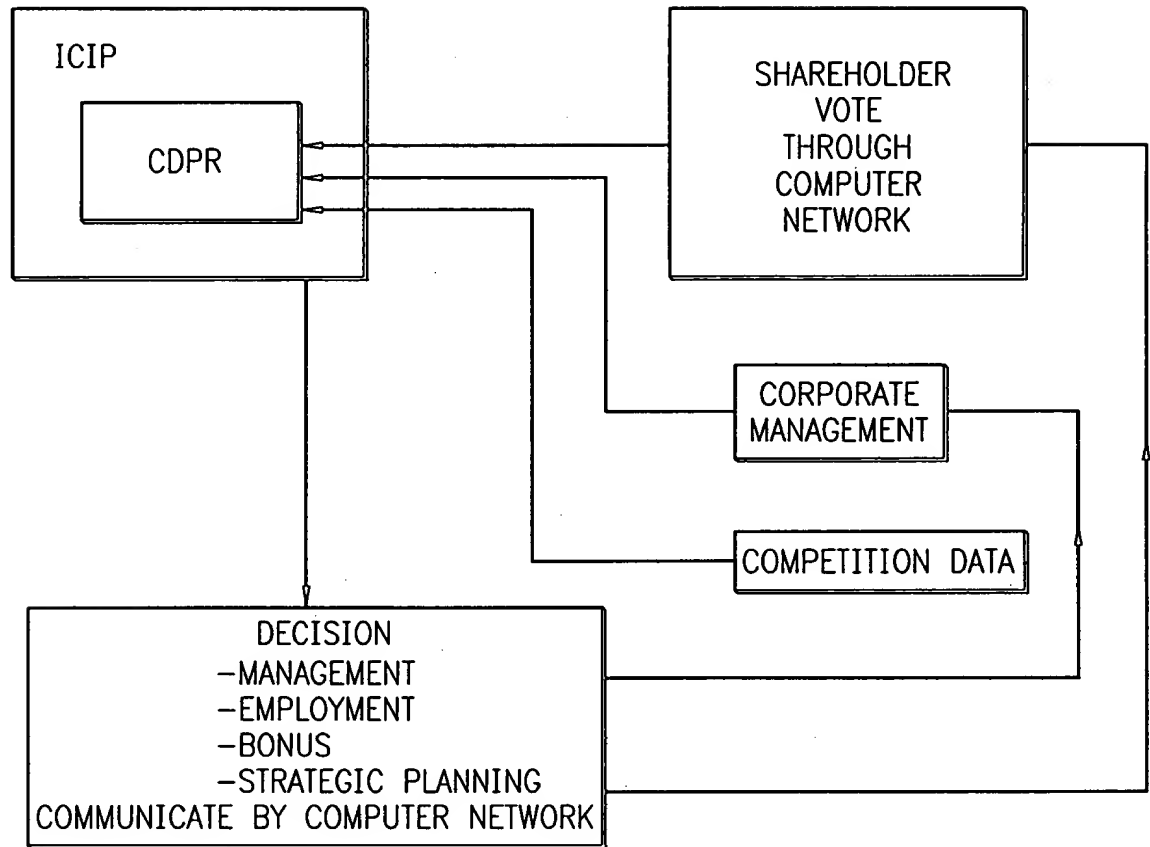 ICIP
CDPR
SHAREHOLDER
VOTE
THROUGH
COMPUTER
NETWORK
CORPORATE
MANAGEMENT
COMPETITION DATA
DECISION
-MANAGEMENT
-EMPLOYMENT
-BONUS
-STRATEGIC PLANNING
COMMUNICATE BY COMPUTER NETWORK